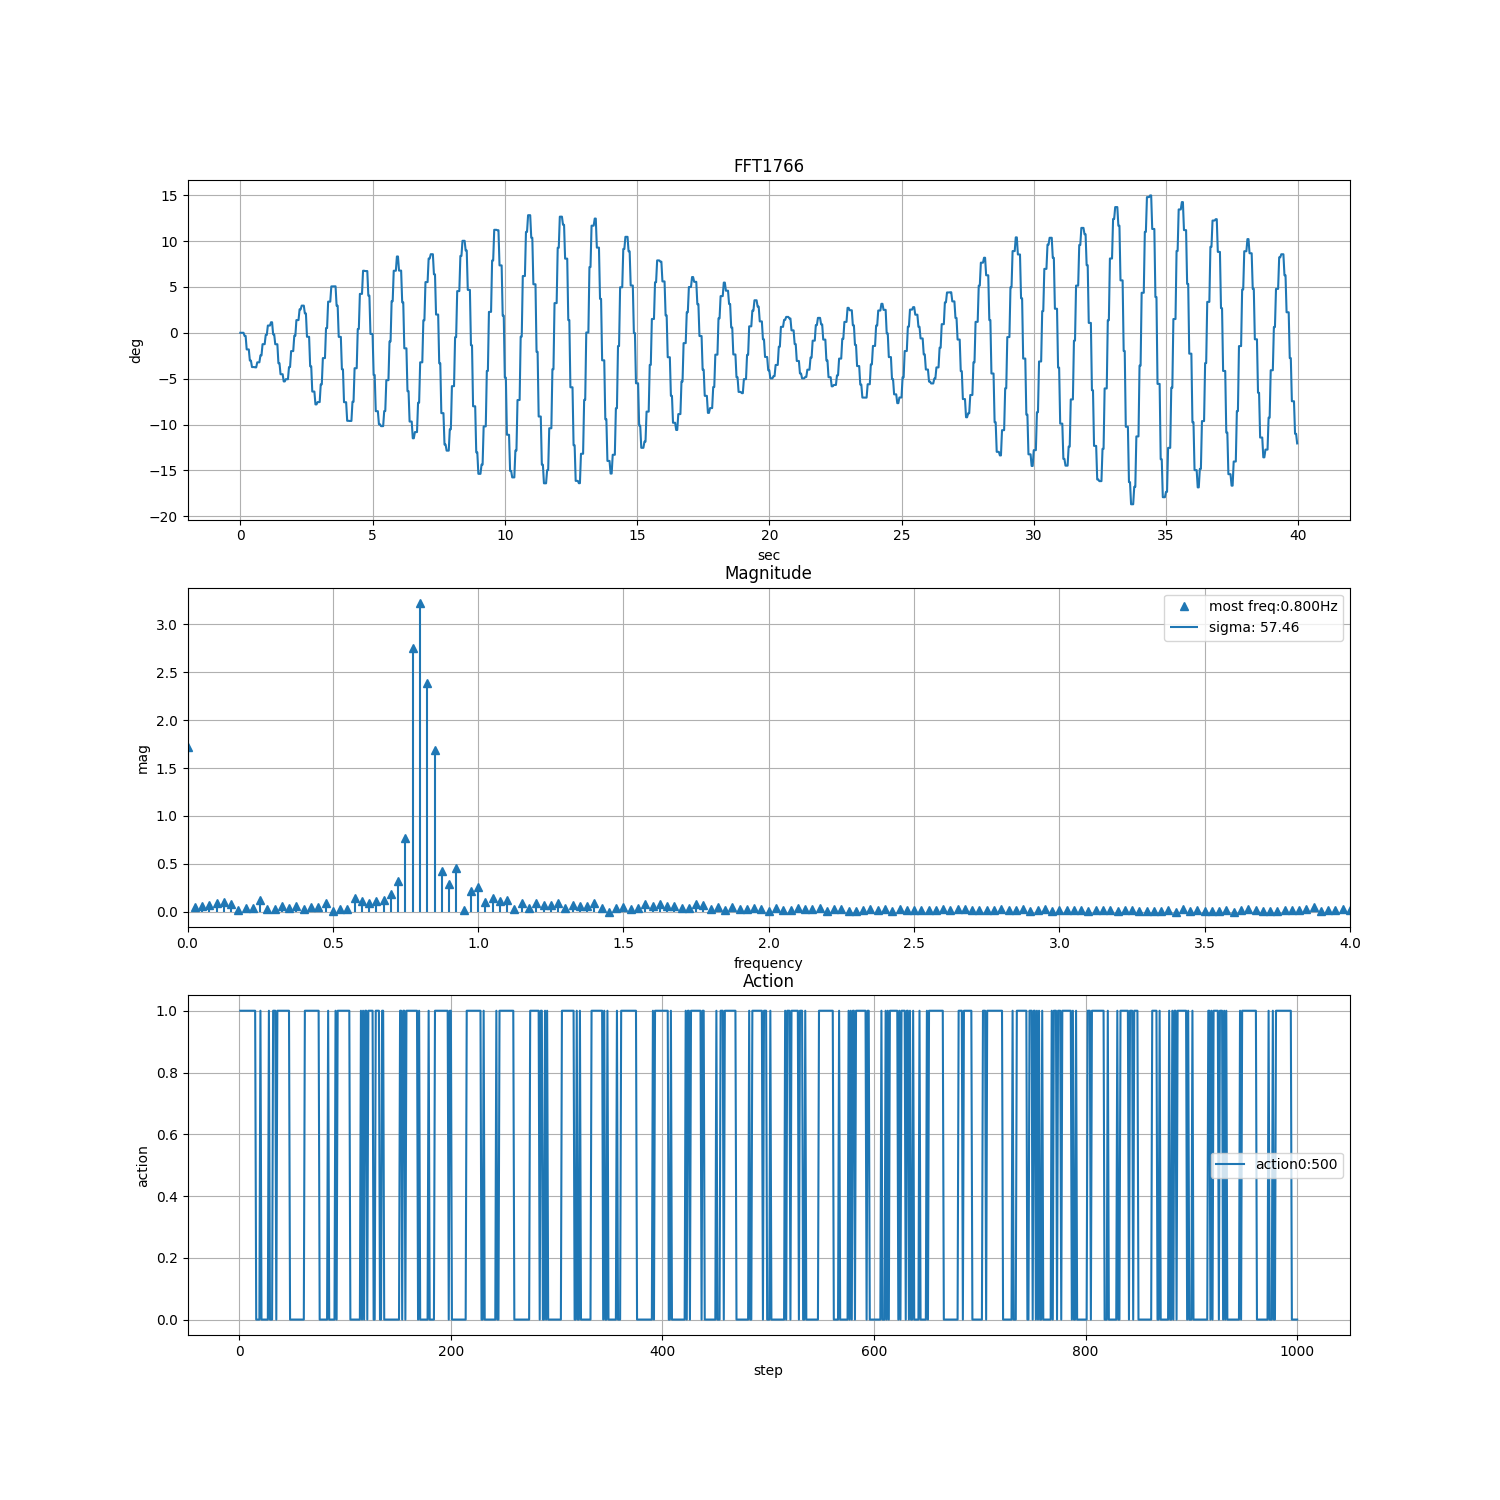 FFT1766
15
10
5
0
−5
−10
−15
−20
deg
0 5 10 15 20 25 30 35 40
sec
Magnitude
most freq:0.800Hz
sigma: 57.46
3.0
2.5
2.0
1.5
1.0
0.5
0.0
mag
0.0 0.5 1.0 1.5 2.0 2.5 3.0 3.5 4.0
frequency
Action
1.0
0.8
0.6
0.4
0.2
0.0
action
action0:500
0 200 400 600 800 1000
step